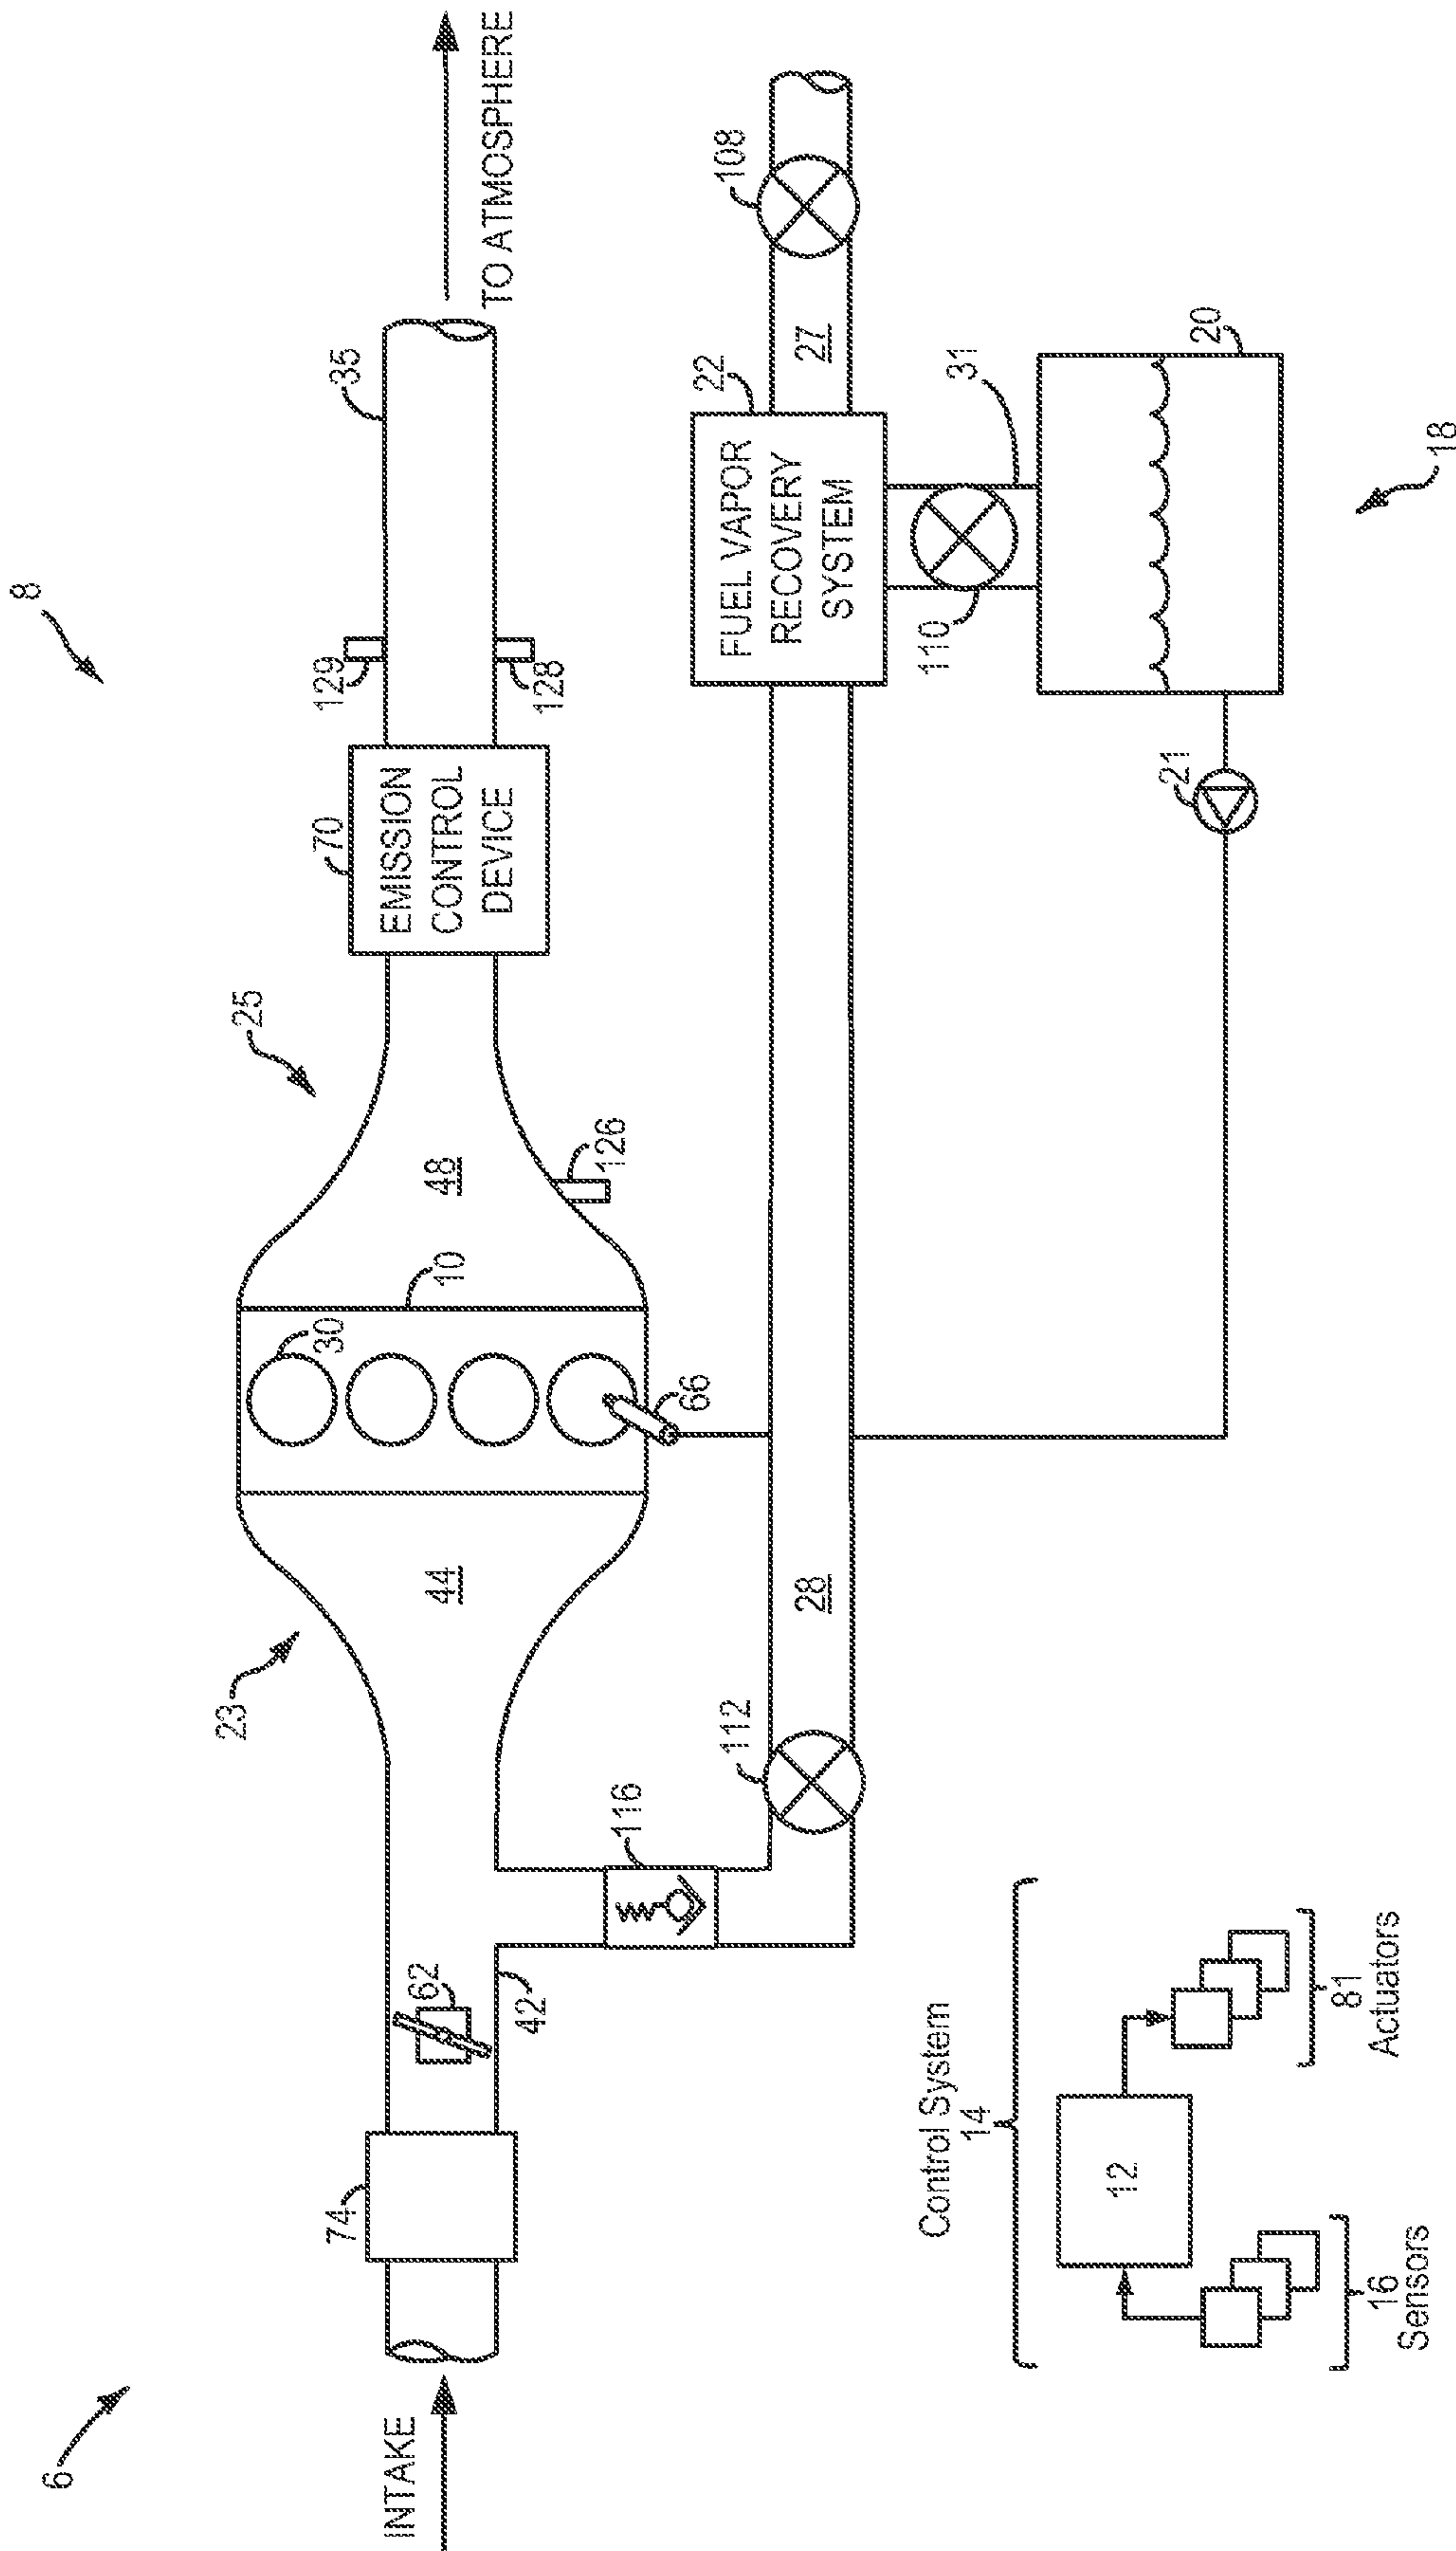 6
8
INTAKE
TO ATMOSPHERE
74
62
42
23
44
30
10
66
48
25
126
70
EMISSION
CONTROL
DEVICE
129
128
35
116
112
28
22
FUEL VAPOR
RECOVERY
SYSTEM
27
108
110
31
20
21
18
Control System
14
12
16
Sensors
81
Actuators